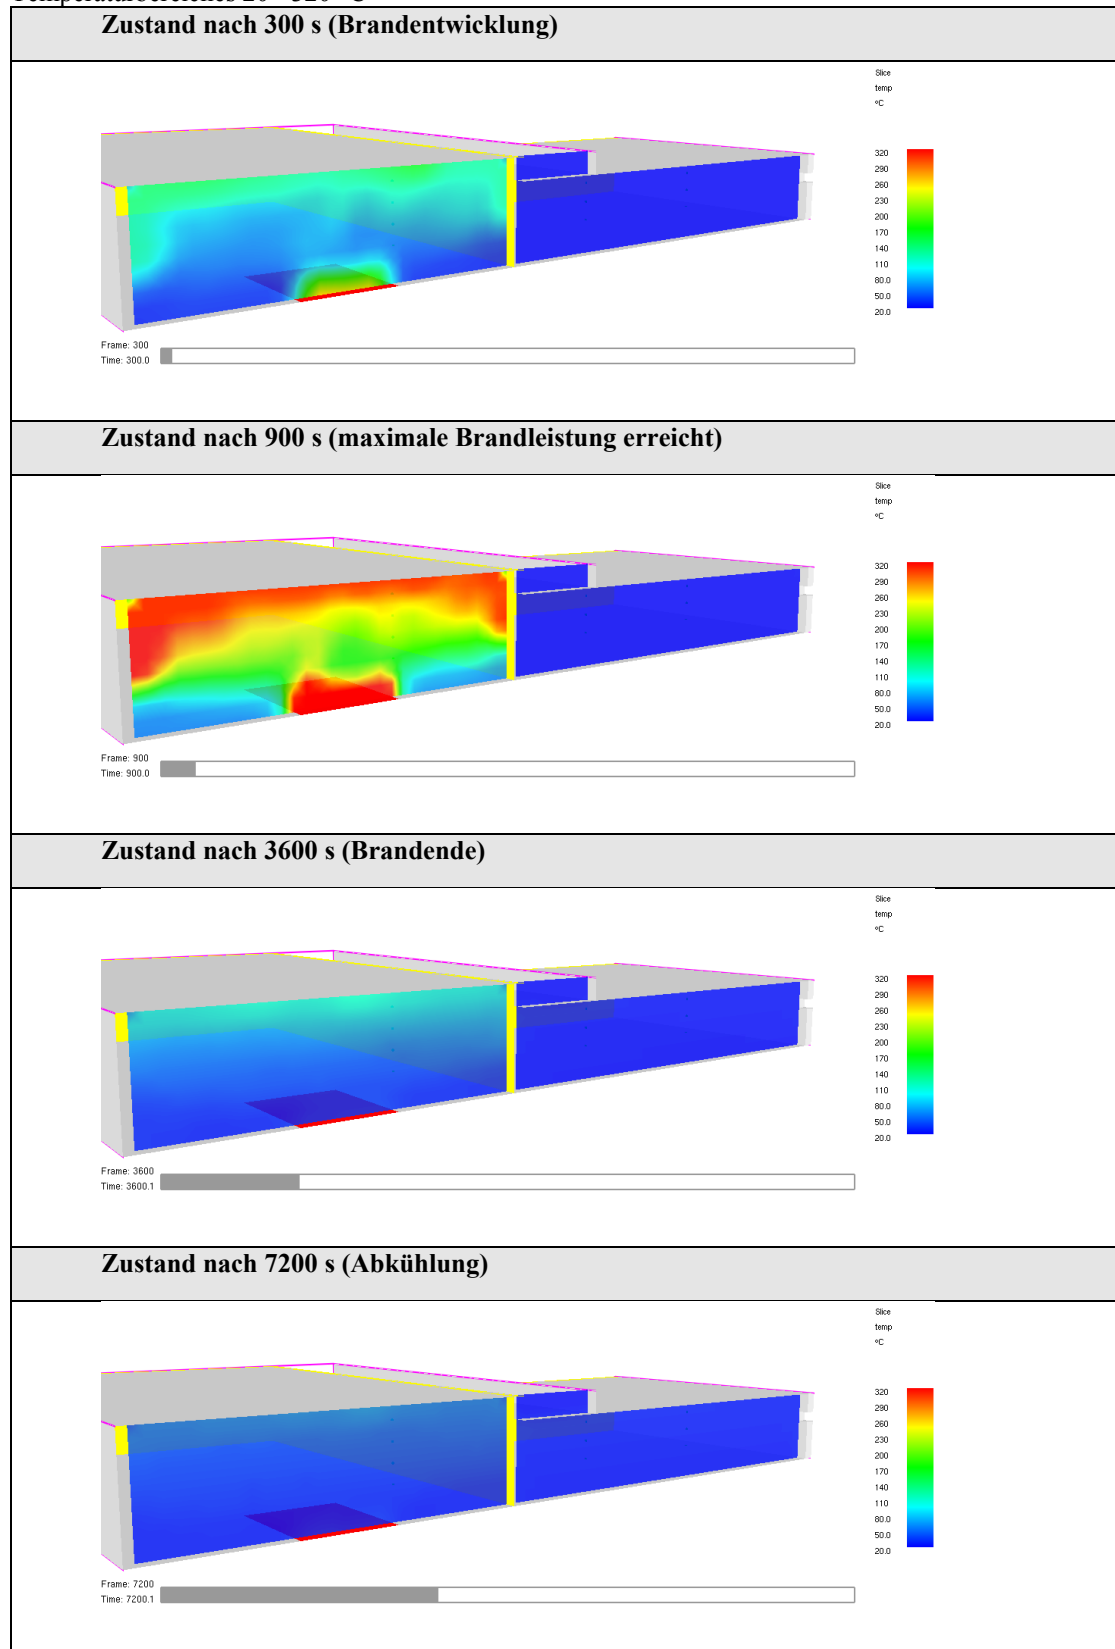 Temperaturbereiches 20 - 320 °C
Zustand nach 300 s (Brandentwicklung)
Slice
temp
°C
320
290
260
230
200
170
140
110
80.0
50.0
20.0
Frame: 300
Time: 300.0
Zustand nach 900 s (maximale Brandleistung erreicht)
Slice
temp
°C
320
290
260
230
200
170
140
110
80.0
50.0
20.0
Frame: 900
Time: 900.0
Zustand nach 3600 s (Brandende)
Slice
temp
°C
320
290
260
230
200
170
140
110
80.0
50.0
20.0
Frame: 3600
Time: 3600.1
Zustand nach 7200 s (Abkühlung)
Slice
temp
°C
320
290
260
230
200
170
140
110
80.0
50.0
20.0
Frame: 7200
Time: 7200.1